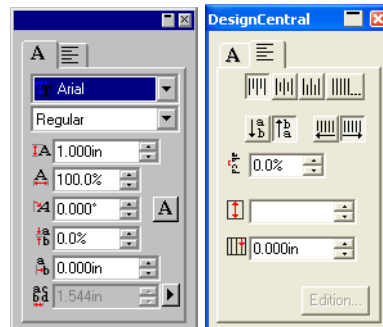 Arial
Regular
1.000in
100.0%
0.000°
0.0%
0.000in
1.544in
DesignCentral
0.0%
0.000in
Edition...